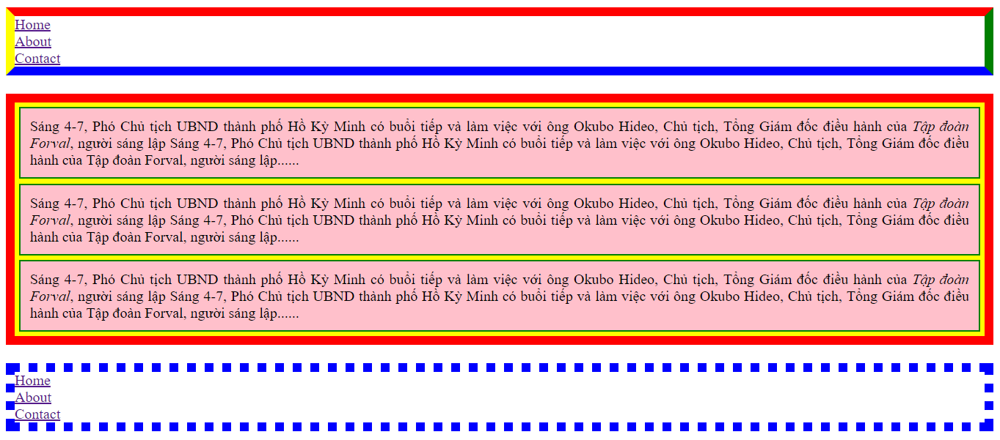 Home
About
Contact
Sáng 4-7, Phó Chủ tịch UBND thành phố Hồ Kỳ Minh có buổi tiếp và làm việc với ông Okubo Hideo, Chủ tịch, Tổng Giám đốc điều hành của Tập đoàn
Forval, người sáng lập Sáng 4-7, Phó Chủ tịch UBND thành phố Hồ Kỳ Minh có buổi tiếp và làm việc với ông Okubo Hideo, Chủ tịch, Tổng Giám đốc điều
hành của Tập đoàn Forval, người sáng lập......
Sáng 4-7, Phó Chủ tịch UBND thành phố Hồ Kỳ Minh có buổi tiếp và làm việc với ông Okubo Hideo, Chủ tịch, Tổng Giám đốc điều hành của Tập đoàn
Forval, người sáng lập Sáng 4-7, Phó Chủ tịch UBND thành phố Hồ Kỳ Minh có buổi tiếp và làm việc với ông Okubo Hideo, Chủ tịch, Tổng Giám đốc điều
hành của Tập đoàn Forval, người sáng lập......
Sáng 4-7, Phó Chủ tịch UBND thành phố Hồ Kỳ Minh có buổi tiếp và làm việc với ông Okubo Hideo, Chủ tịch, Tổng Giám đốc điều hành của Tập đoàn
Forval, người sáng lập Sáng 4-7, Phó Chủ tịch UBND thành phố Hồ Kỳ Minh có buổi tiếp và làm việc với ông Okubo Hideo, Chủ tịch, Tổng Giám đốc điều
hành của Tập đoàn Forval, người sáng lập......
Home
About
Contact